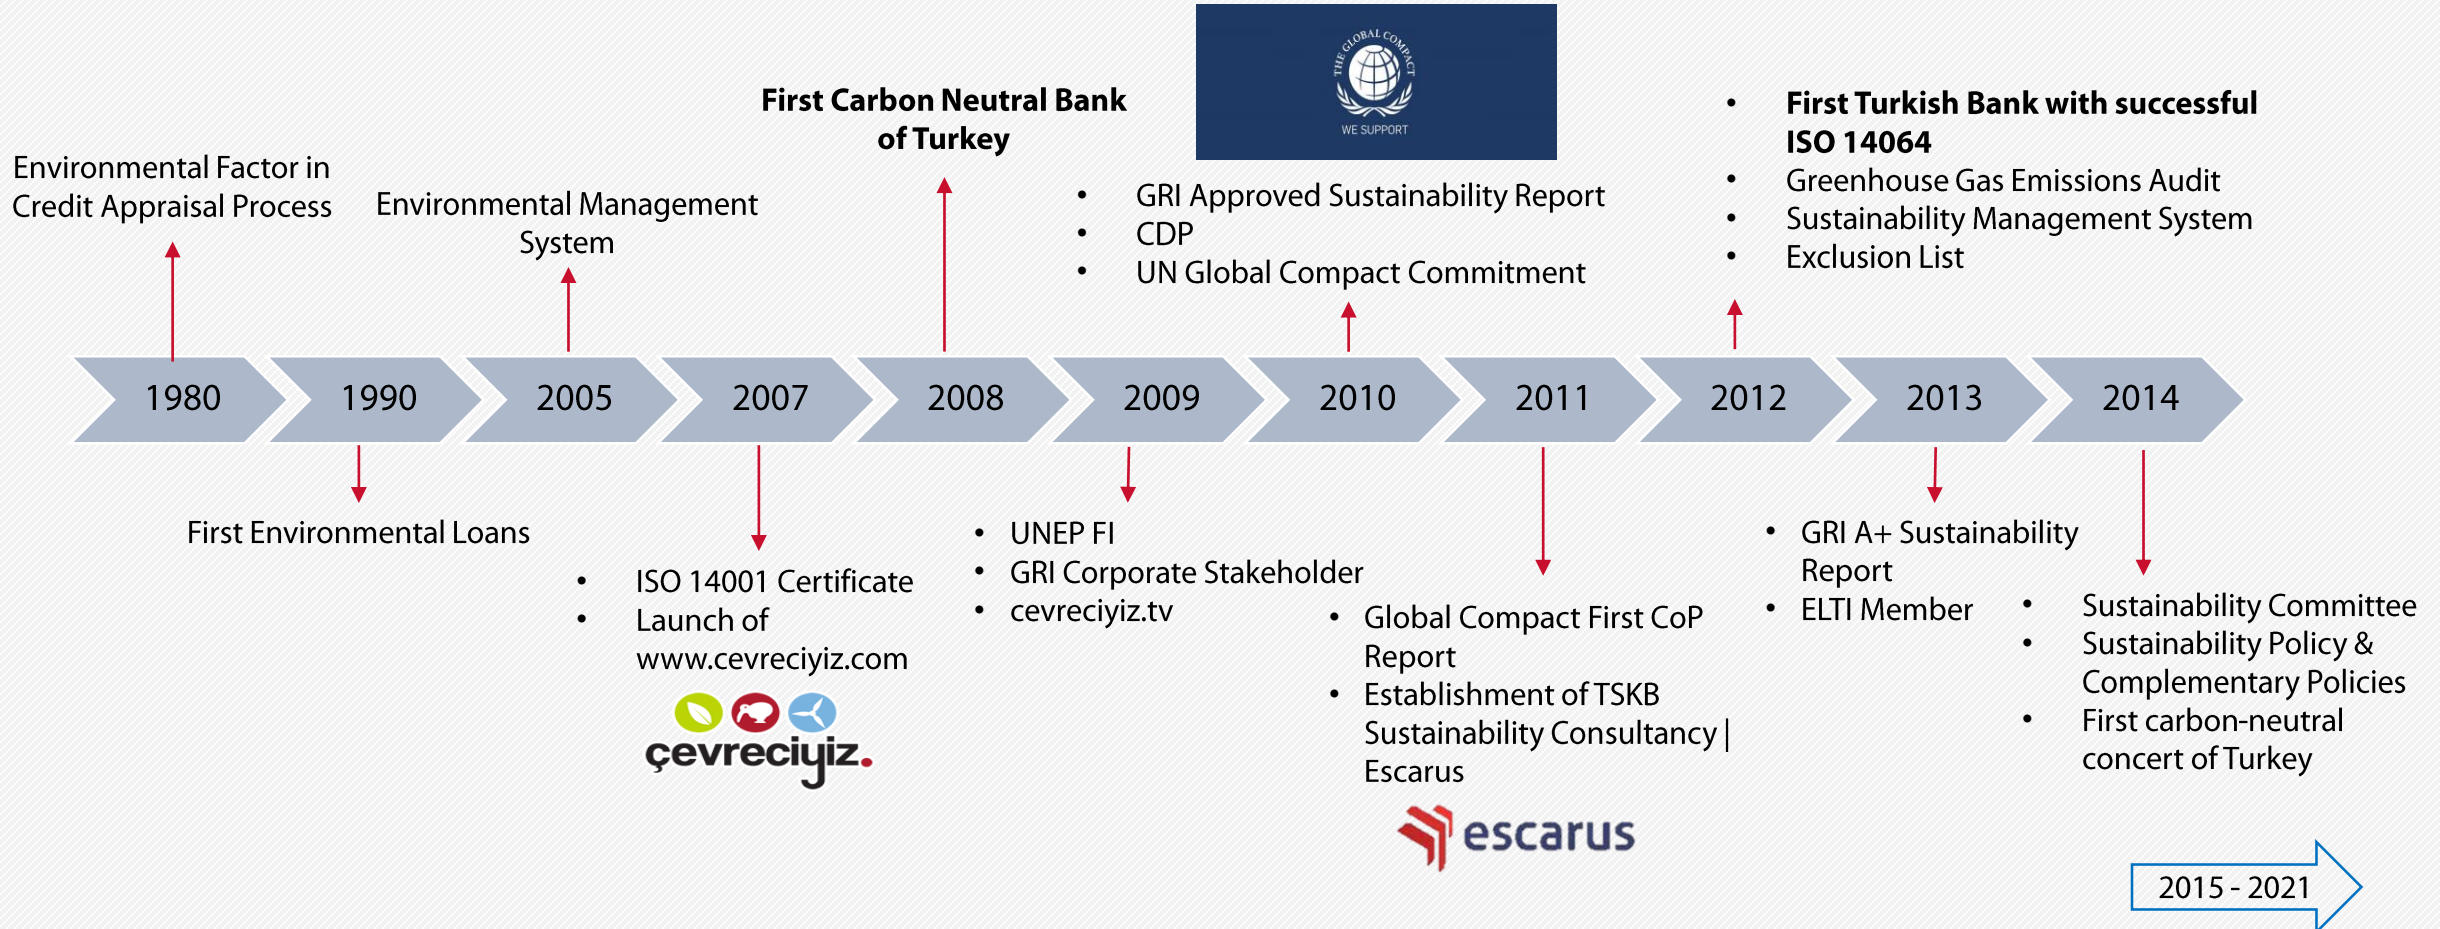 THE GLOBAL COMPACT
WE SUPPORT
Environmental Factor in
Credit Appraisal Process
Environmental Management
System
First Carbon Neutral Bank
of Turkey
• GRI Approved Sustainability Report
• CDP
• UN Global Compact Commitment
• First Turkish Bank with successful
ISO 14064
• Greenhouse Gas Emissions Audit
• Sustainability Management System
• Exclusion List
1980
1990
2005
2007
2008
2009
2010
2011
2012
2013
2014
First Environmental Loans
• ISO 14001 Certificate
• Launch of
www.cevreciyiz.com
çevreciyiz.
• UNEP FI
• GRI Corporate Stakeholder
• cevreciyiz.tv
• Global Compact First CoP
Report
• Establishment of TSKB
Sustainability Consultancy |
Escarus
escarus
• GRI A+ Sustainability
Report
• ELTI Member
• Sustainability Committee
• Sustainability Policy &
Complementary Policies
• First carbon-neutral
concert of Turkey
2015 - 2021